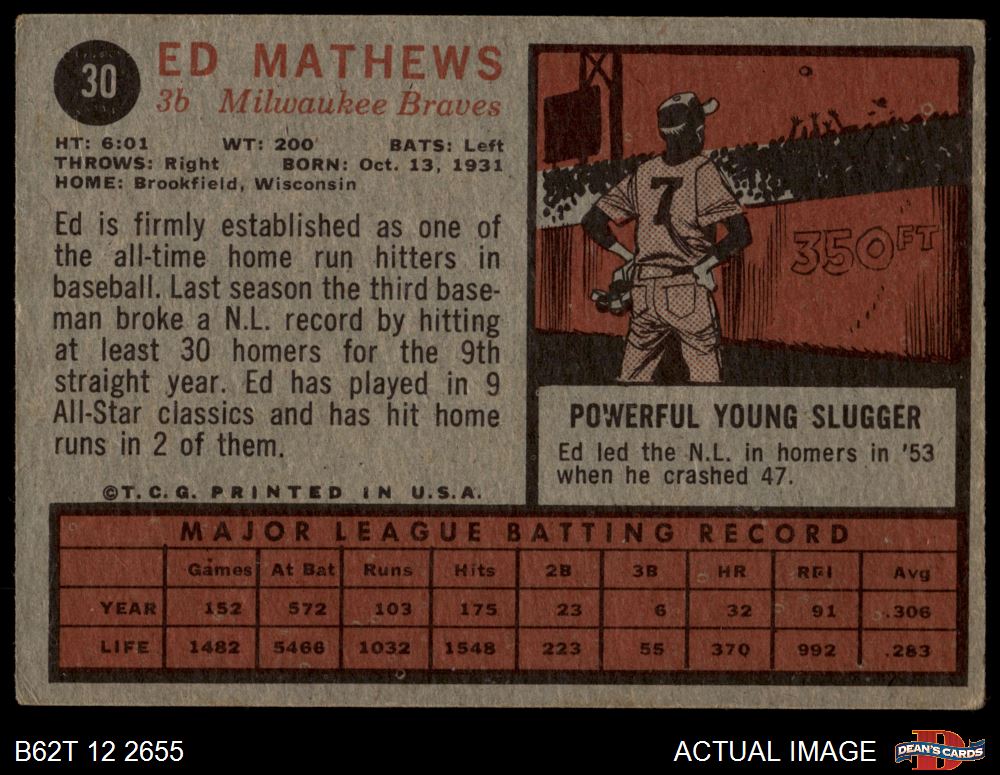 30
ED MATHEWS
3b Milwaukee Braves
HT: 6:01 WT: 200 BATS: Left
THROWS: Right BORN: Oct. 13, 1931
HOME: Brookfield, Wisconsin
Ed is firmly established as one of
the all-time home run hitters in
baseball. Last season the third base-
man broke a N.L. record by hitting
at least 30 homers for the 9th
straight year. Ed has played in 9
All-Star classics and has hit home
runs in 2 of them.
©T.C.G. PRINTED IN U.S.A.
7
350FT
POWERFUL YOUNG SLUGGER
Ed led the N.L. in homers in '53
when he crashed 47.
MAJOR LEAGUE BATTING RECORD
Games At Bat Runs Hits 2B 3B HR RBI Avg
YEAR 152 572 103 175 23 6 32 91 .306
LIFE 1482 5466 1032 1548 223 55 370 992 .283
B62T 12 2655
ACTUAL IMAGE
D
DEAN'S CARDS